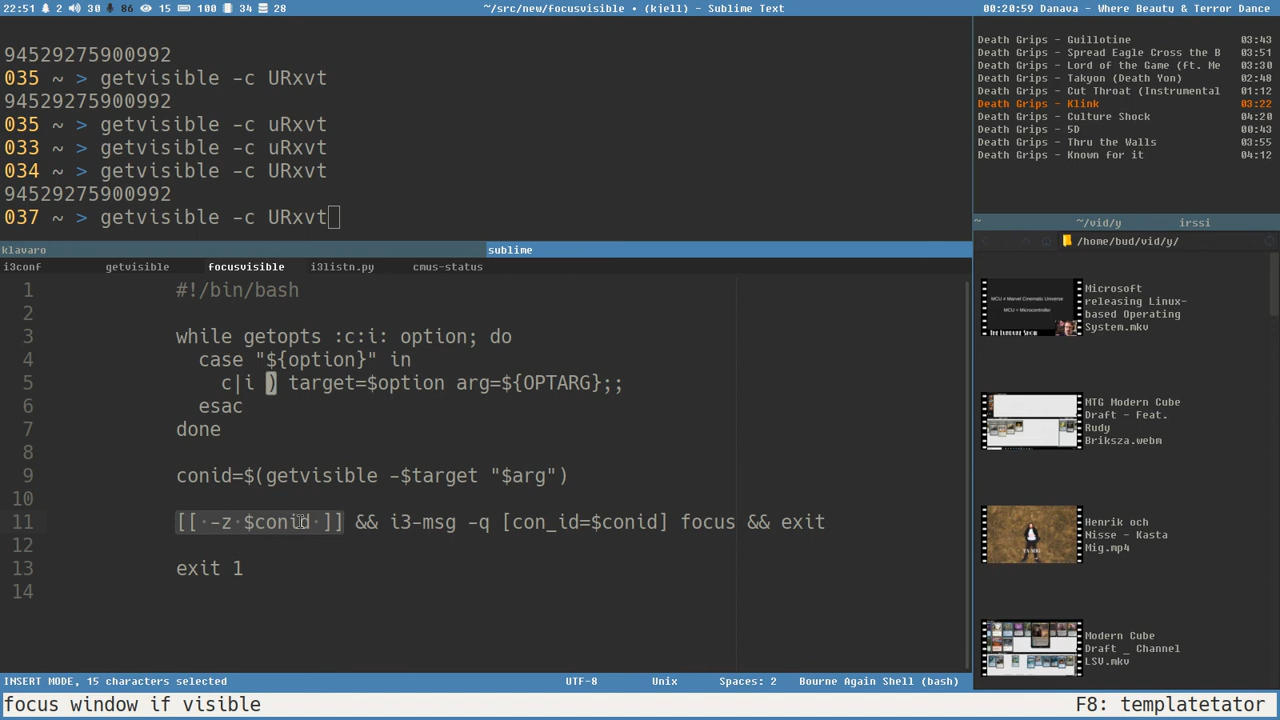 22:51 2 30 86 15 100 34 28
~/src/new/focusvisible • (kjell) - Sublime Text
00:20:59 Danava - Where Beauty & Terror Dance
94529275900992
035 ~ > getvisible -c URxvt
94529275900992
035 ~ > getvisible -c uRxvt
033 ~ > getvisible -c URxvt
034 ~ > getvisible -c URxvt
94529275900992
037 ~ > getvisible -c URxvt
klavaro sublime
i3conf getvisible focusvisible i3listn.py cmus-status
1 #!/bin/bash
2
3 while getopts :c:i: option; do
4 case "${option}" in
5 c|i ) target=$option arg=${OPTARG};;
6 esac
7 done
8
9 conid=$(getvisible -$target "$arg")
10
11 [[ -z $conid ]] && i3-msg -q [con_id=$conid] focus && exit
12
13 exit 1
14
INSERT MODE, 15 characters selected UTF-8 Unix Spaces: 2 Bourne Again Shell (bash)
focus window if visible F8: templatetator
Death Grips - Guillotine 03:43
Death Grips - Spread Eagle Cross the B 03:51
Death Grips - Lord of the Game (ft. Me 03:30
Death Grips - Takyon (Death Yon) 02:48
Death Grips - Cut Throat (Instrumental 01:12
Death Grips - Klink 03:22
Death Grips - Culture Shock 04:20
Death Grips - 5D 00:43
Death Grips - Thru the Walls 03:55
Death Grips - Known for it 04:12
~ ~/vid/y irssi
/home/bud/vid/y/
MCU ≠ Marvel Cinematic Universe
MCU = Microcontroller
Microsoft
releasing Linux-
based Operating
System.mkv
MTG Modern Cube
Draft - Feat.
Rudy
Briksza.webm
Henrik och
Nisse - Kasta
Mig.mp4
Modern Cube
Draft _ Channel
LSV.mkv